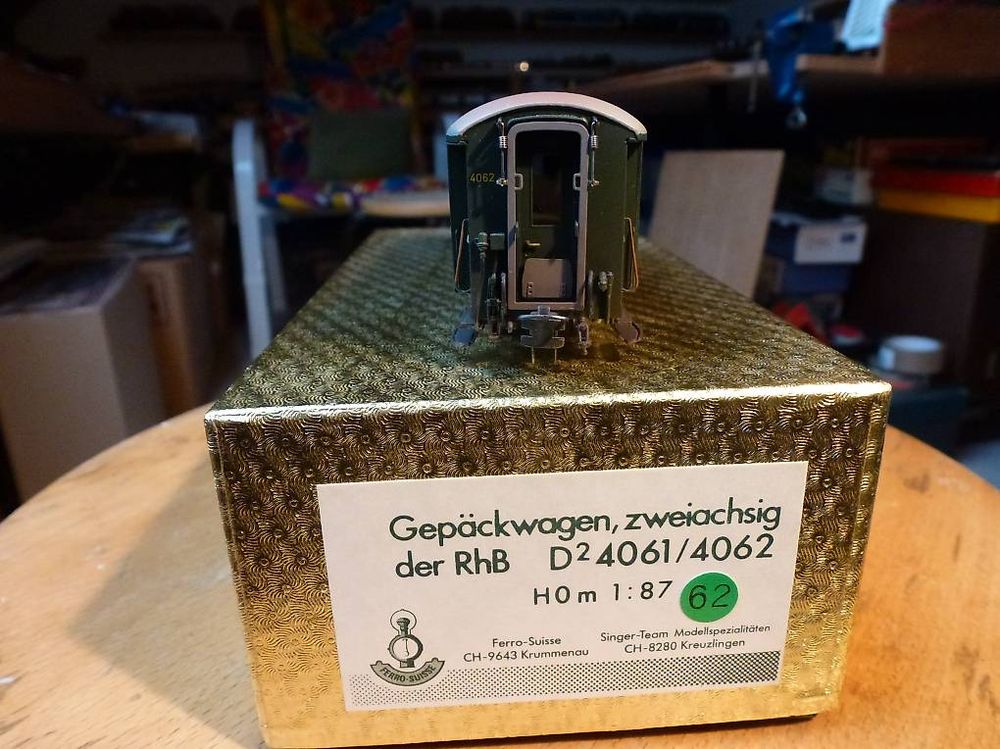 4062
Gepäckwagen, zweiachsig
der RhB D² 4061/4062
H0m 1:87 62
Ferro-Suisse
CH-9643 Krummenau
Singer-Team Modellspezialitäten
CH-8280 Kreuzlingen
FERRO-SUISSE